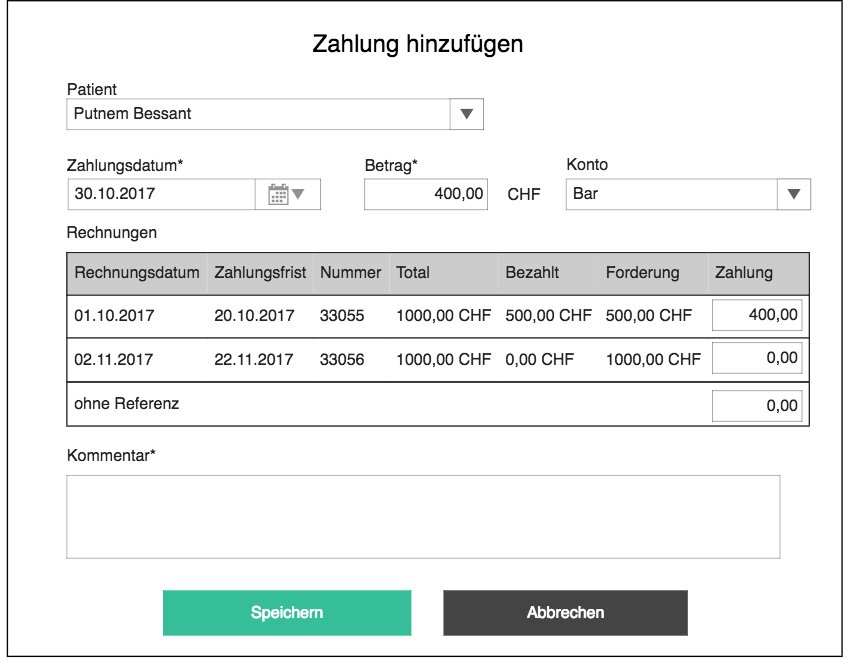 Zahlung hinzufügen
Patient
Putnem Bessant
Zahlungsdatum* Betrag* Konto
30.10.2017 400,00 CHF Bar
Rechnungen
Rechnungsdatum Zahlungsfrist Nummer Total Bezahlt Forderung Zahlung
01.10.2017 20.10.2017 33055 1000,00 CHF 500,00 CHF 500,00 CHF 400,00
02.11.2017 22.11.2017 33056 1000,00 CHF 0,00 CHF 1000,00 CHF 0,00
ohne Referenz 0,00
Kommentar*
Speichern Abbrechen